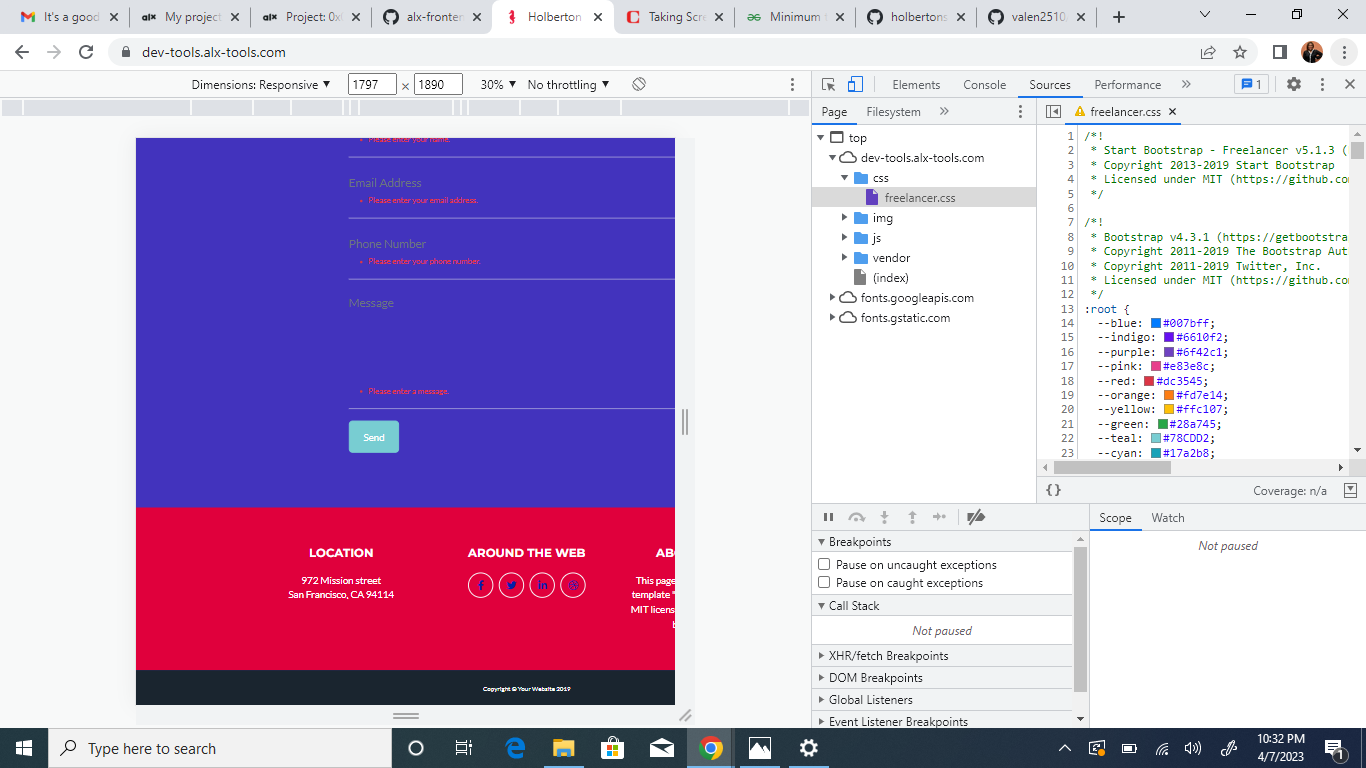 It's a good
My project
Project: 0x
alx-fronter
Holberton
Taking Scre
Minimum
holbertons
valen2510
dev-tools.alx-tools.com
Dimensions: Responsive ▼ 1797 × 1890 30% ▼ No throttling ▼
Elements Console Sources Performance » 1
Page Filesystem »
freelancer.css
top
dev-tools.alx-tools.com
css
freelancer.css
img
js
vendor
(index)
fonts.googleapis.com
fonts.gstatic.com
1 /*!
2 * Start Bootstrap - Freelancer v5.1.3 (
3 * Copyright 2013-2019 Start Bootstrap
4 * Licensed under MIT (https://github.co
5 */
6
7 /*!
8 * Bootstrap v4.3.1 (https://getbootstra
9 * Copyright 2011-2019 The Bootstrap Aut
10 * Copyright 2011-2019 Twitter, Inc.
11 * Licensed under MIT (https://github.co
12 */
13 :root {
14 --blue: #007bff;
15 --indigo: #6610f2;
16 --purple: #6f42c1;
17 --pink: #e83e8c;
18 --red: #dc3545;
19 --orange: #fd7e14;
20 --yellow: #ffc107;
21 --green: #28a745;
22 --teal: #78CDD2;
23 --cyan: #17a2b8;
{} Coverage: n/a
Please enter your name.
Email Address
Please enter your email address.
Phone Number
Please enter your phone number.
Message
Please enter a message.
Send
LOCATION
972 Mission street
San Francisco, CA 94114
AROUND THE WEB
AB
This pag
template "
MIT licens
b
Copyright © Your Website 2019
Breakpoints
Pause on uncaught exceptions
Pause on caught exceptions
Call Stack
Not paused
XHR/fetch Breakpoints
DOM Breakpoints
Global Listeners
Event Listener Breakpoints
Scope Watch
Not paused
Type here to search
10:32 PM
4/7/2023
1